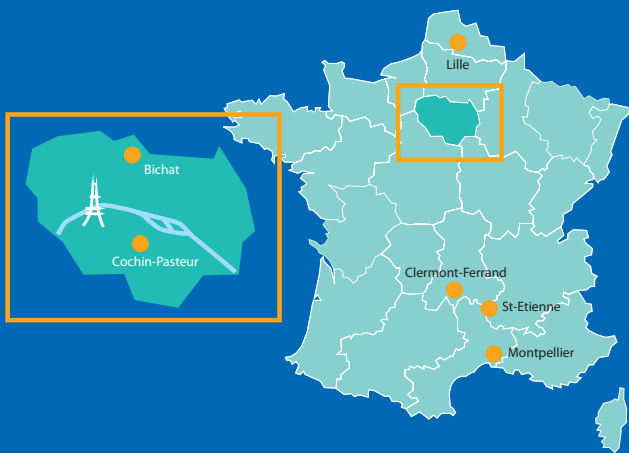 Lille
Bichat
Cochin-Pasteur
Clermont-Ferrand
St-Etienne
Montpellier